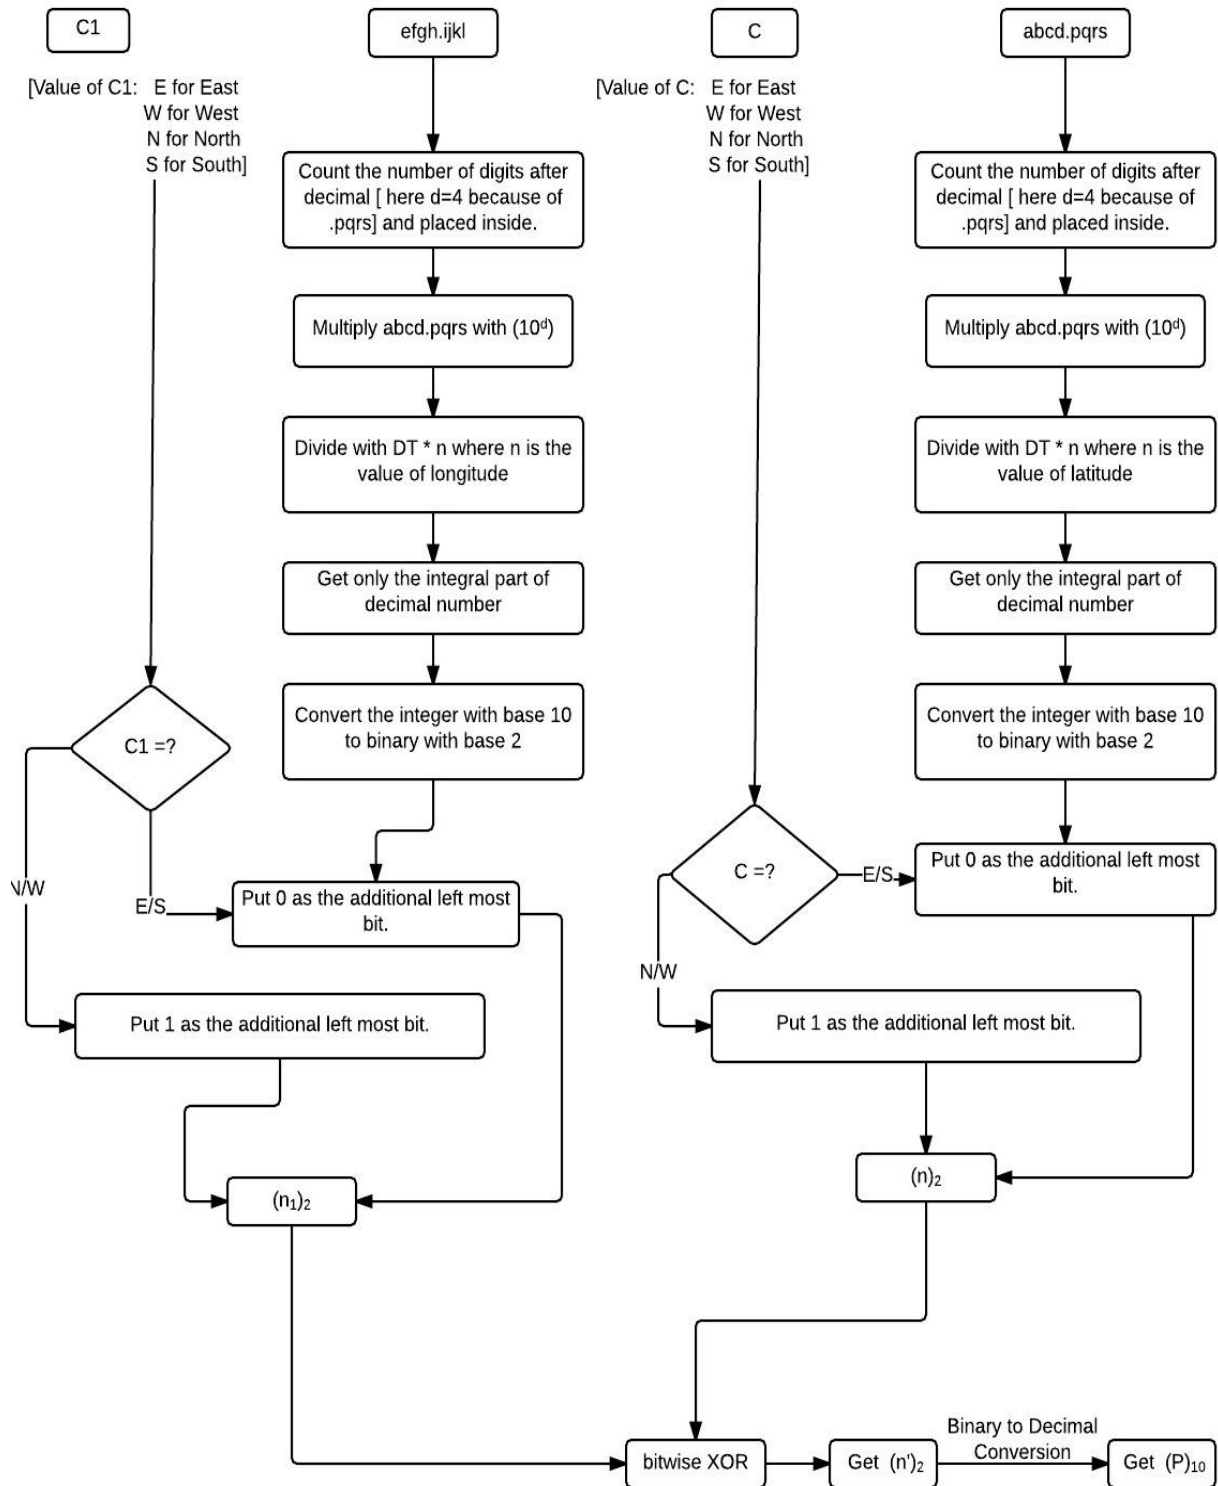 C1
efgh.ijkl
C
abcd.pqrs
[Value of C1: E for East
W for West
N for North
S for South]
[Value of C: E for East
W for West
N for North
S for South]
Count the number of digits after
decimal [ here d=4 because of
.pqrs] and placed inside.
Count the number of digits after
decimal [ here d=4 because of
.pqrs] and placed inside.
Multiply abcd.pqrs with (10ᵈ)
Multiply abcd.pqrs with (10ᵈ)
Divide with DT * n where n is the
value of longitude
Divide with DT * n where n is the
value of latitude
Get only the integral part of
decimal number
Get only the integral part of
decimal number
Convert the integer with base 10
to binary with base 2
Convert the integer with base 10
to binary with base 2
C1 =?
C =?
N/W
E/S
Put 0 as the additional left most
bit.
E/S
Put 0 as the additional left most
bit.
N/W
Put 1 as the additional left most bit.
Put 1 as the additional left most bit.
(n₁)₂
(n)₂
bitwise XOR
Get (n')₂
Binary to Decimal
Conversion
Get (P)₁₀